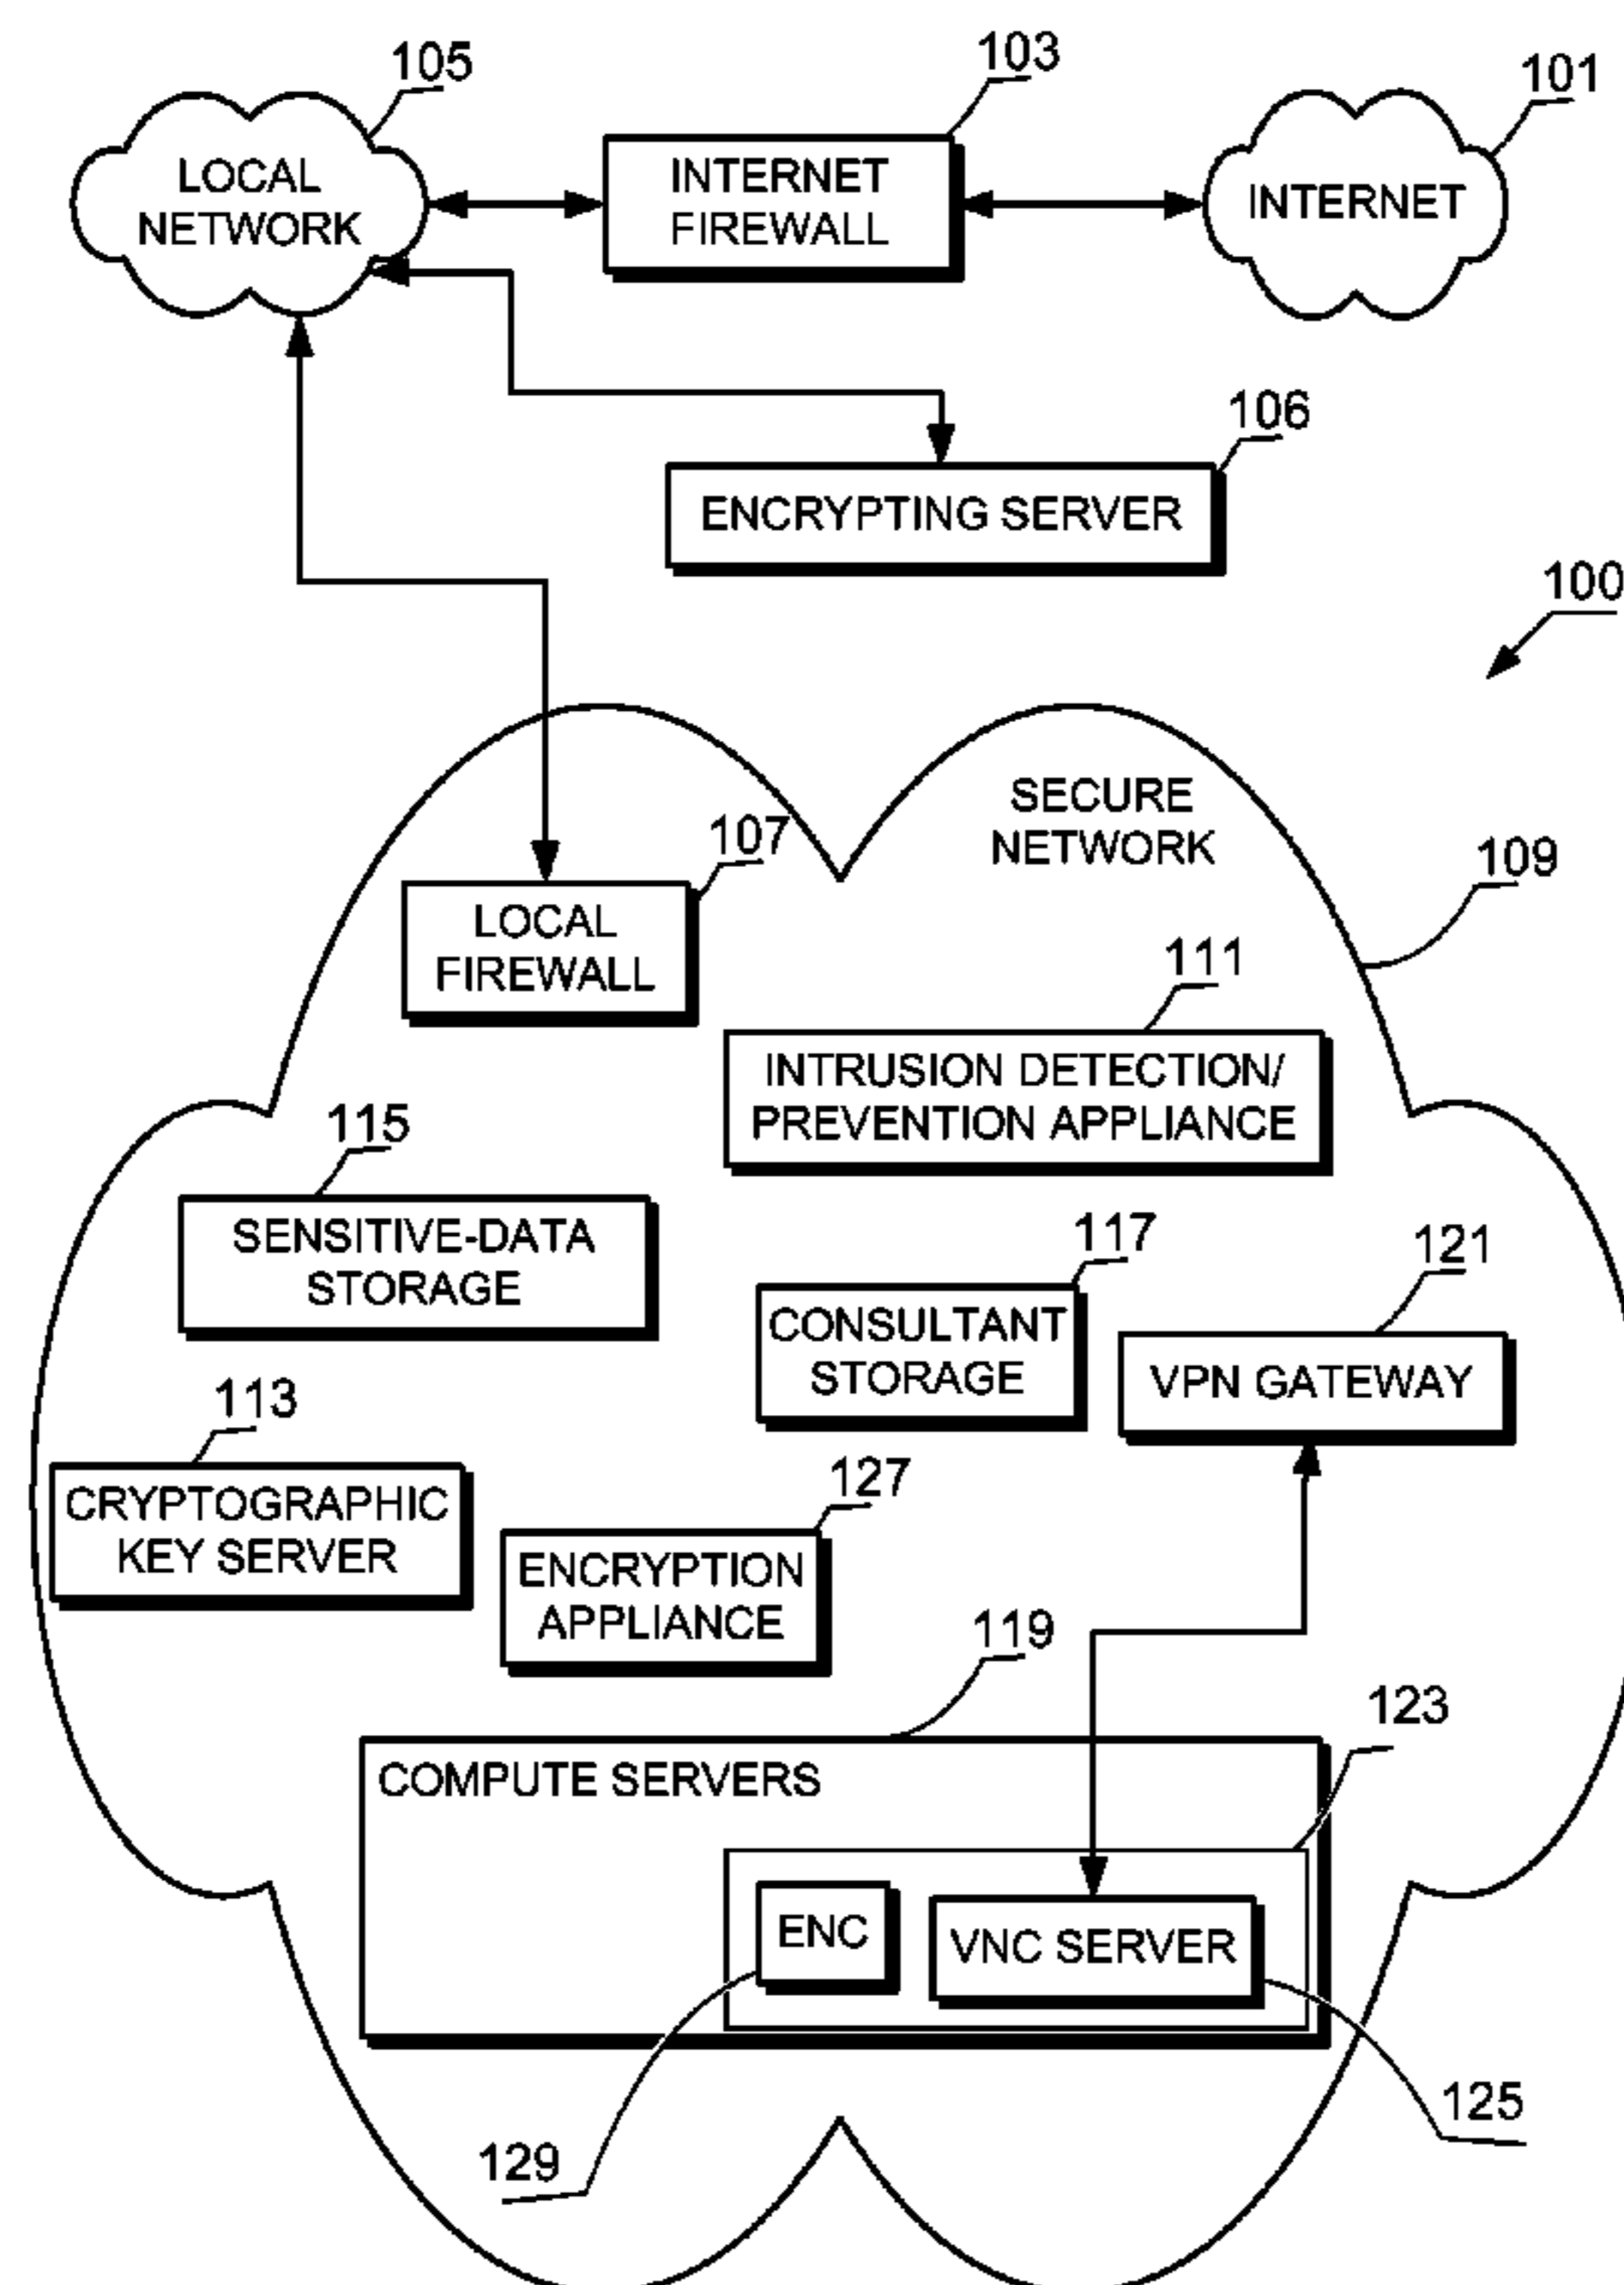 105
103
101
LOCAL
NETWORK
INTERNET
FIREWALL
INTERNET
106
ENCRYPTING SERVER
100
SECURE
NETWORK
107
109
LOCAL
FIREWALL
111
INTRUSION DETECTION/
PREVENTION APPLIANCE
115
SENSITIVE-DATA
STORAGE
117
121
CONSULTANT
STORAGE
VPN GATEWAY
113
CRYPTOGRAPHIC
KEY SERVER
127
ENCRYPTION
APPLIANCE
119
123
COMPUTE SERVERS
ENC
VNC SERVER
125
129